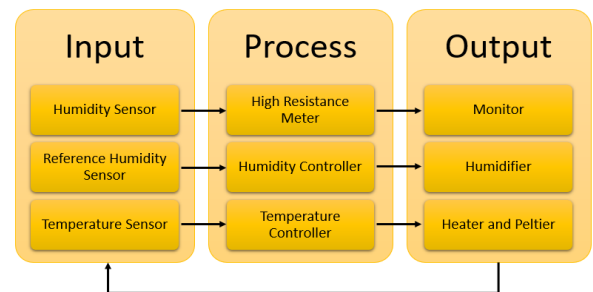 Input
Process
Output
Humidity Sensor
High Resistance
Meter
Monitor
Reference Humidity
Sensor
Humidity Controller
Humidifier
Temperature Sensor
Temperature
Controller
Heater and Peltier